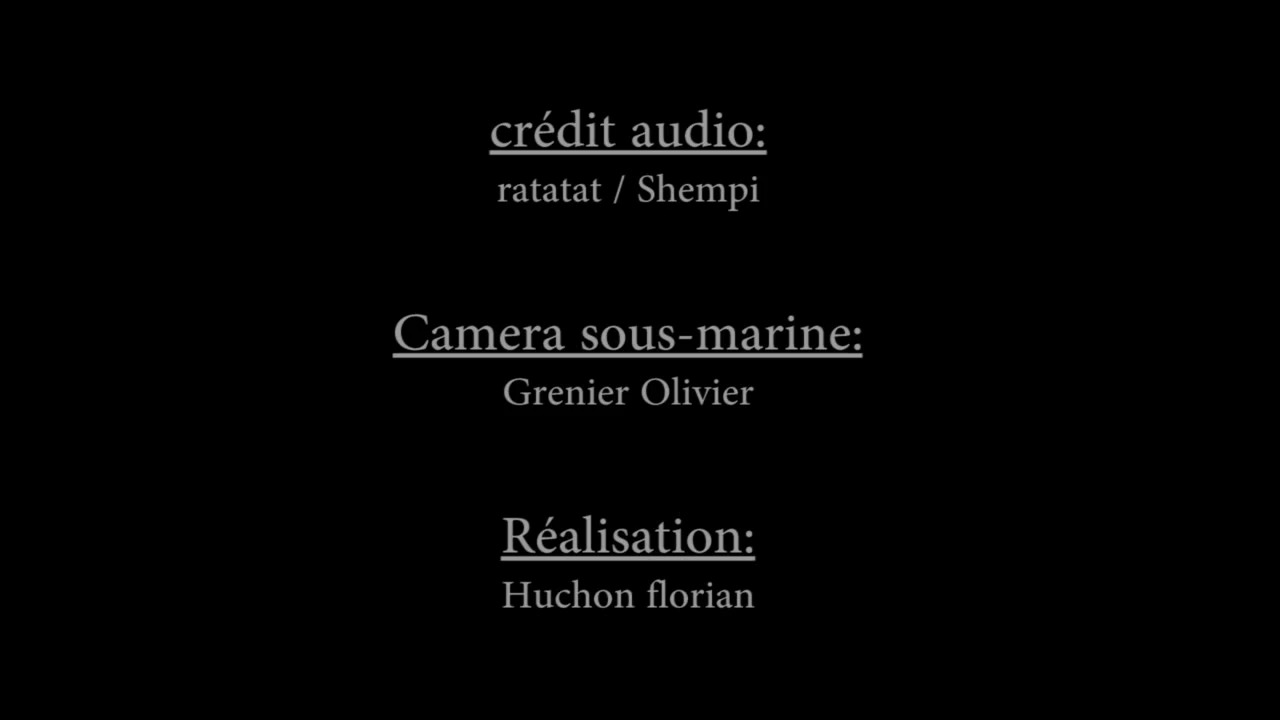 crédit audio:
ratatat / Shempi
Camera sous-marine:
Grenier Olivier
Réalisation:
Huchon florian